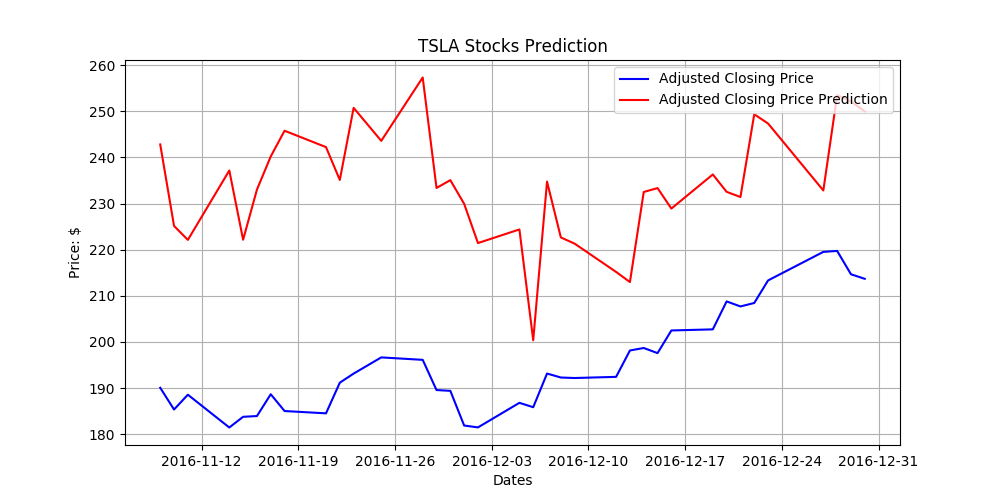 TSLA Stocks Prediction
260
250
240
230
220
210
200
190
180
Price: $
Adjusted Closing Price
Adjusted Closing Price Prediction
2016-11-12 2016-11-19 2016-11-26 2016-12-03 2016-12-10 2016-12-17 2016-12-24 2016-12-31
Dates